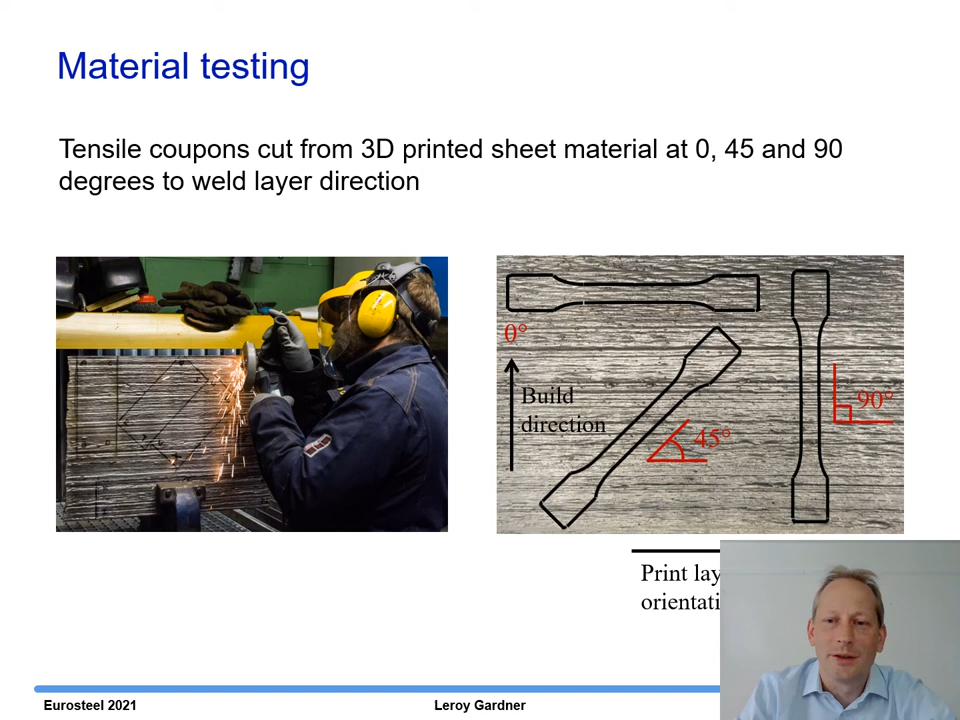 Material testing
Tensile coupons cut from 3D printed sheet material at 0, 45 and 90
degrees to weld layer direction
0°
Build
direction
45°
90°
Print lay
orientati
Eurosteel 2021
Leroy Gardner